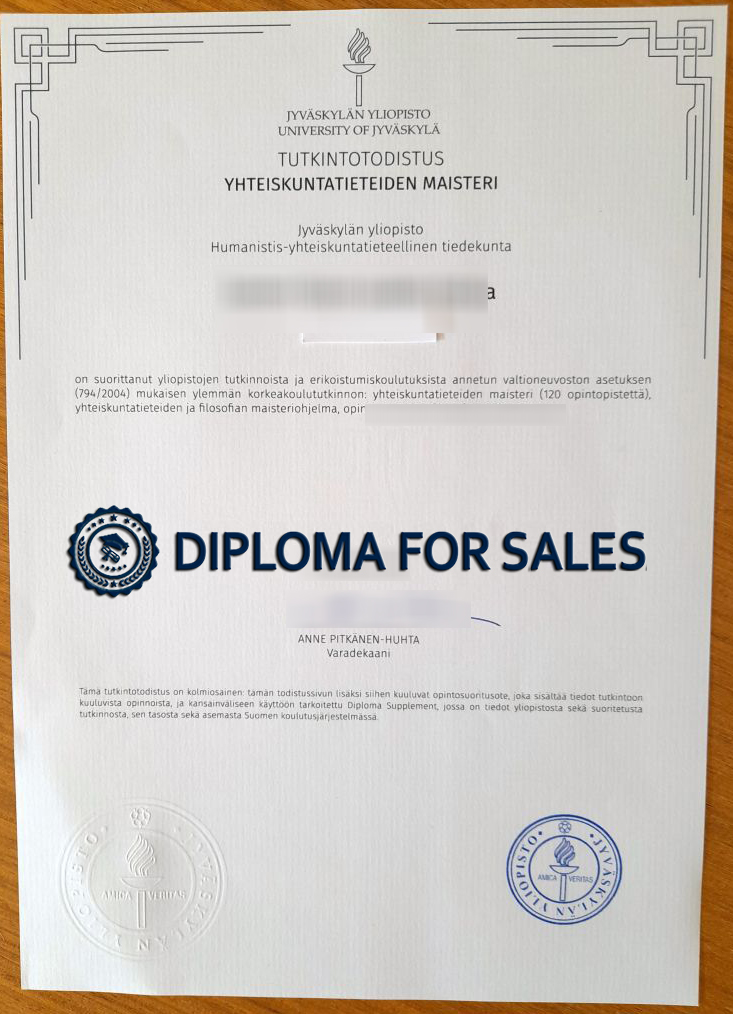 JYVÄSKYLÄN YLIOPISTO
UNIVERSITY OF JYVÄSKYLÄ
TUTKINTOTODISTUS
YHTEISKUNTATIETEIDEN MAISTERI
Jyväskylän yliopisto
Humanistis-yhteiskuntatieteellinen tiedekunta
a
on suorittanut yliopistojen tutkinnoista ja erikoistumiskoulutuksista annetun valtioneuvoston asetuksen
(794/2004) mukaisen ylemmän korkeakoulututkinnon: yhteiskuntatieteiden maisteri (120 opintopistettä),
yhteiskuntatieteiden ja filosofian maisteriohjelma, opin
DIPLOMA FOR SALES
ANNE PITKÄNEN-HUHTA
Varadekaani
Tämä tutkintotodistus on kolmiosainen: tämän todistussivun lisäksi siihen kuuluvat opintosuoritusote, joka sisältää tiedot tutkintoon
kuuluvista opinnoista, ja kansainväliseen käyttöön tarkoitettu Diploma Supplement, jossa on tiedot yliopistosta sekä suoritetusta
tutkinnosta, sen tasosta sekä asemasta Suomen koulutusjärjestelmässä.
JYVÄSKYLÄN YLIOPISTO
AMICA VERITAS
JYVÄSKYLÄN YLIOPISTO
AMICA VERITAS